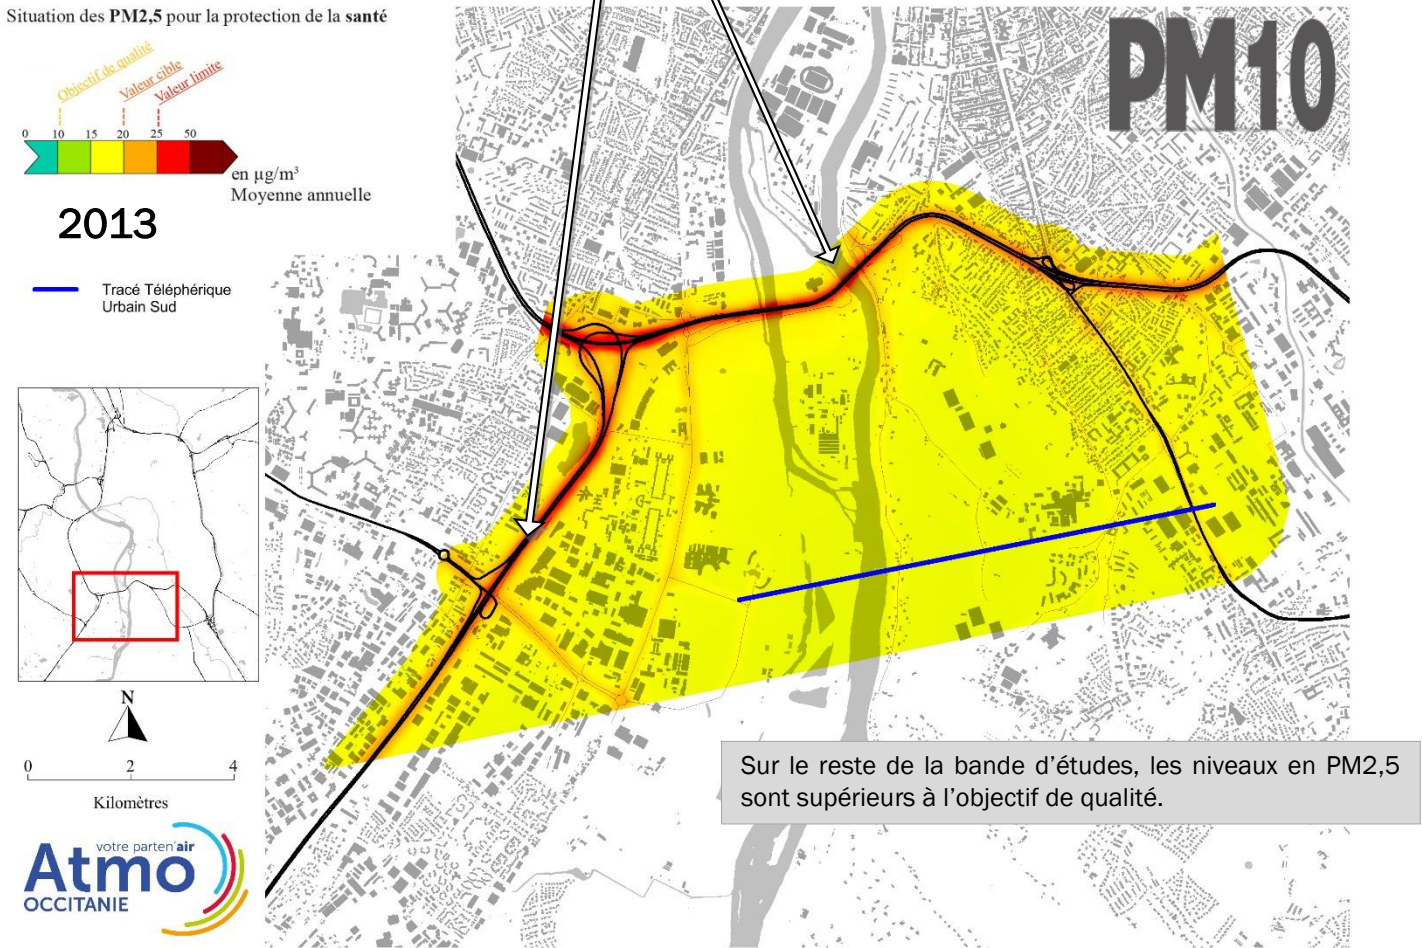 Situation des PM2,5 pour la protection de la santé
PM10
Objectif de qualité
Valeur cible
Valeur limite
0 10 15 20 25 50
en µg/m³
Moyenne annuelle
2013
Tracé Téléphérique
Urbain Sud
N
0 2 4
Kilomètres
Sur le reste de la bande d’études, les niveaux en PM2,5
sont supérieurs à l’objectif de qualité.
votre parten'air
Atmo
OCCITANIE